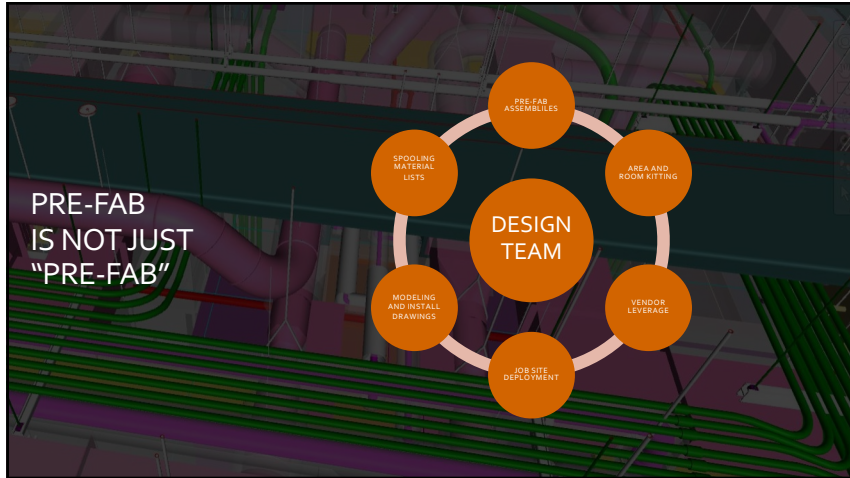 PRE-FAB
IS NOT JUST
“PRE-FAB”
DESIGN
TEAM
PRE-FAB
ASSEMBLILES
AREA AND
ROOM KITTING
VENDOR
LEVERAGE
JOB SITE
DEPLOYMENT
MODELING
AND INSTALL
DRAWINGS
SPOOLING
MATERIAL
LISTS